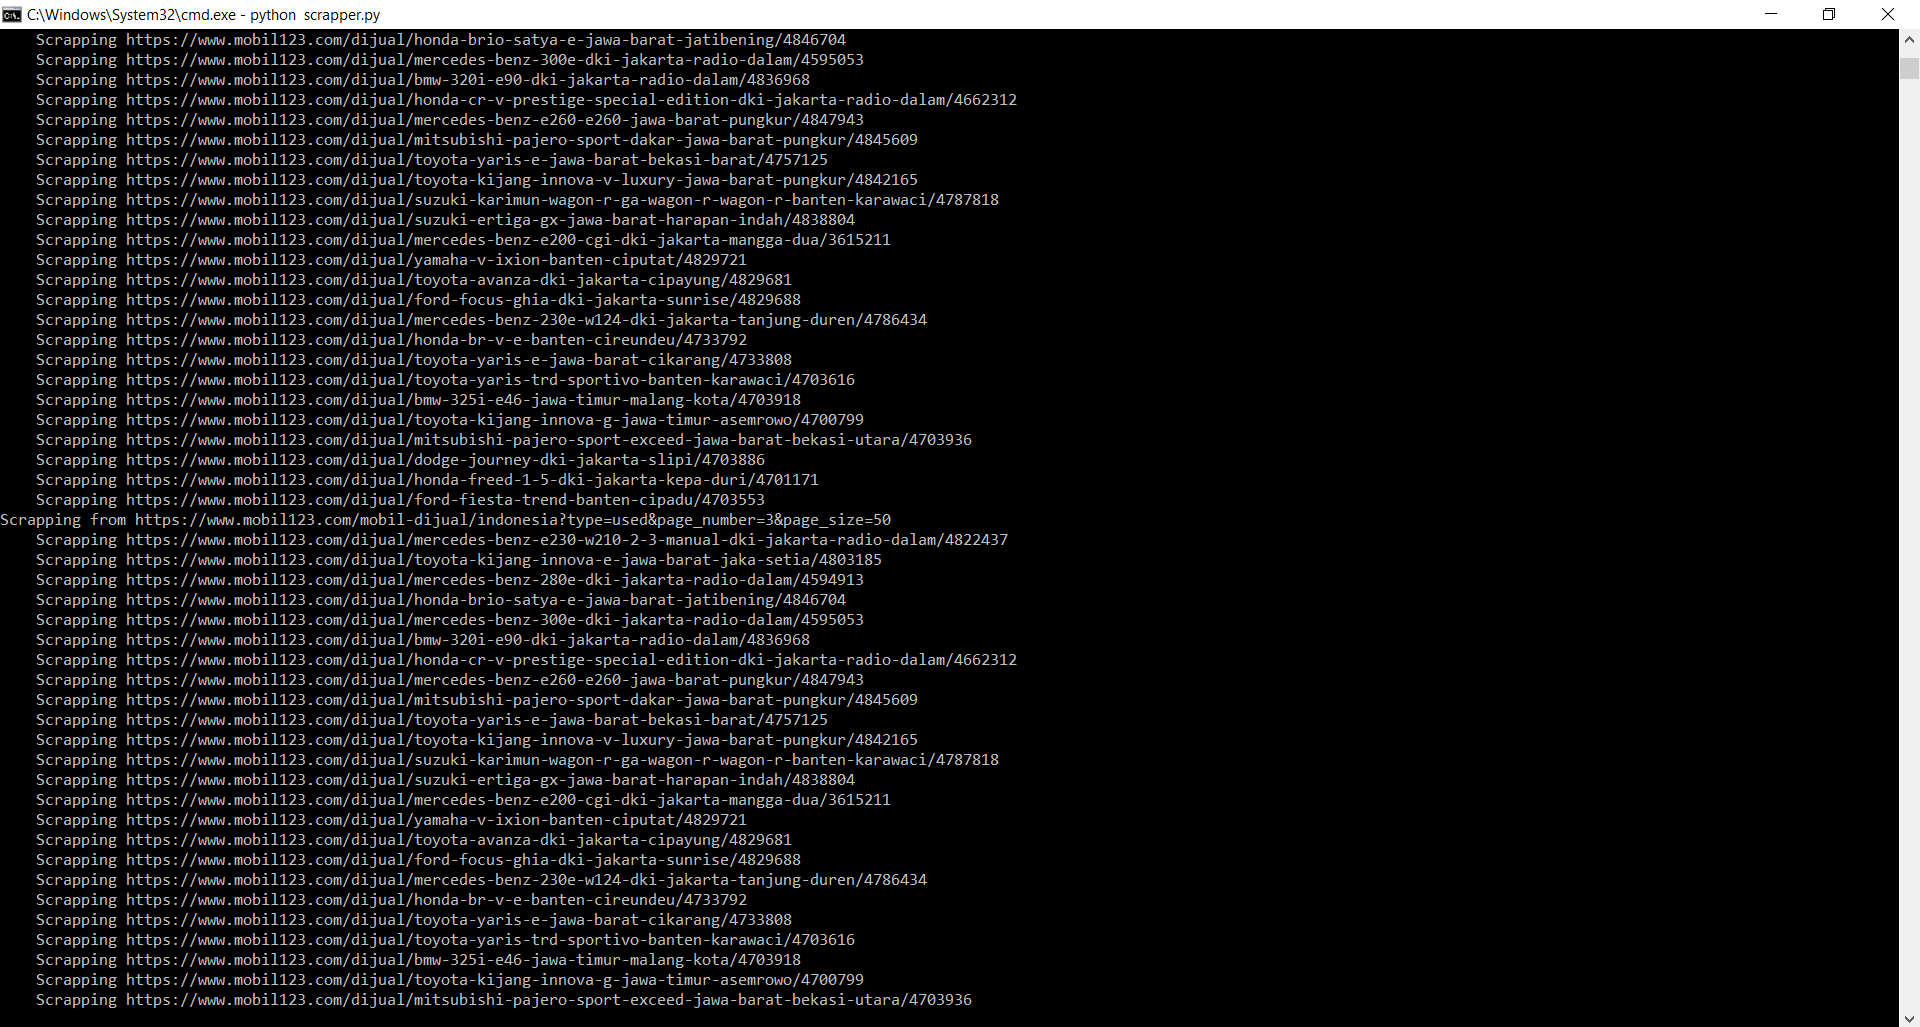 C:\Windows\System32\cmd.exe - python  scrapper.py
Scrapping https://www.mobil123.com/dijual/honda-brio-satya-e-jawa-barat-jatibening/4846704
Scrapping https://www.mobil123.com/dijual/mercedes-benz-300e-dki-jakarta-radio-dalam/4595053
Scrapping https://www.mobil123.com/dijual/bmw-320i-e90-dki-jakarta-radio-dalam/4836968
Scrapping https://www.mobil123.com/dijual/honda-cr-v-prestige-special-edition-dki-jakarta-radio-dalam/4662312
Scrapping https://www.mobil123.com/dijual/mercedes-benz-e260-e260-jawa-barat-pungkur/4847943
Scrapping https://www.mobil123.com/dijual/mitsubishi-pajero-sport-dakar-jawa-barat-pungkur/4845609
Scrapping https://www.mobil123.com/dijual/toyota-yaris-e-jawa-barat-bekasi-barat/4757125
Scrapping https://www.mobil123.com/dijual/toyota-kijang-innova-v-luxury-jawa-barat-pungkur/4842165
Scrapping https://www.mobil123.com/dijual/suzuki-karimun-wagon-r-ga-wagon-r-wagon-r-banten-karawaci/4787818
Scrapping https://www.mobil123.com/dijual/suzuki-ertiga-gx-jawa-barat-harapan-indah/4838804
Scrapping https://www.mobil123.com/dijual/mercedes-benz-e200-cgi-dki-jakarta-mangga-dua/3615211
Scrapping https://www.mobil123.com/dijual/yamaha-v-ixion-banten-ciputat/4829721
Scrapping https://www.mobil123.com/dijual/toyota-avanza-dki-jakarta-cipayung/4829681
Scrapping https://www.mobil123.com/dijual/ford-focus-ghia-dki-jakarta-sunrise/4829688
Scrapping https://www.mobil123.com/dijual/mercedes-benz-230e-w124-dki-jakarta-tanjung-duren/4786434
Scrapping https://www.mobil123.com/dijual/honda-br-v-e-banten-cireundeu/4733792
Scrapping https://www.mobil123.com/dijual/toyota-yaris-e-jawa-barat-cikarang/4733808
Scrapping https://www.mobil123.com/dijual/toyota-yaris-trd-sportivo-banten-karawaci/4703616
Scrapping https://www.mobil123.com/dijual/bmw-325i-e46-jawa-timur-malang-kota/4703918
Scrapping https://www.mobil123.com/dijual/toyota-kijang-innova-g-jawa-timur-asemrowo/4700799
Scrapping https://www.mobil123.com/dijual/mitsubishi-pajero-sport-exceed-jawa-barat-bekasi-utara/4703936
Scrapping https://www.mobil123.com/dijual/dodge-journey-dki-jakarta-slipi/4703886
Scrapping https://www.mobil123.com/dijual/honda-freed-1-5-dki-jakarta-kepa-duri/4701171
Scrapping https://www.mobil123.com/dijual/ford-fiesta-trend-banten-cipadu/4703553
Scrapping from https://www.mobil123.com/mobil-dijual/indonesia?type=used&page_number=3&page_size=50
Scrapping https://www.mobil123.com/dijual/mercedes-benz-e230-w210-2-3-manual-dki-jakarta-radio-dalam/4822437
Scrapping https://www.mobil123.com/dijual/toyota-kijang-innova-e-jawa-barat-jaka-setia/4803185
Scrapping https://www.mobil123.com/dijual/mercedes-benz-280e-dki-jakarta-radio-dalam/4594913
Scrapping https://www.mobil123.com/dijual/honda-brio-satya-e-jawa-barat-jatibening/4846704
Scrapping https://www.mobil123.com/dijual/mercedes-benz-300e-dki-jakarta-radio-dalam/4595053
Scrapping https://www.mobil123.com/dijual/bmw-320i-e90-dki-jakarta-radio-dalam/4836968
Scrapping https://www.mobil123.com/dijual/honda-cr-v-prestige-special-edition-dki-jakarta-radio-dalam/4662312
Scrapping https://www.mobil123.com/dijual/mercedes-benz-e260-e260-jawa-barat-pungkur/4847943
Scrapping https://www.mobil123.com/dijual/mitsubishi-pajero-sport-dakar-jawa-barat-pungkur/4845609
Scrapping https://www.mobil123.com/dijual/toyota-yaris-e-jawa-barat-bekasi-barat/4757125
Scrapping https://www.mobil123.com/dijual/toyota-kijang-innova-v-luxury-jawa-barat-pungkur/4842165
Scrapping https://www.mobil123.com/dijual/suzuki-karimun-wagon-r-ga-wagon-r-wagon-r-banten-karawaci/4787818
Scrapping https://www.mobil123.com/dijual/suzuki-ertiga-gx-jawa-barat-harapan-indah/4838804
Scrapping https://www.mobil123.com/dijual/mercedes-benz-e200-cgi-dki-jakarta-mangga-dua/3615211
Scrapping https://www.mobil123.com/dijual/yamaha-v-ixion-banten-ciputat/4829721
Scrapping https://www.mobil123.com/dijual/toyota-avanza-dki-jakarta-cipayung/4829681
Scrapping https://www.mobil123.com/dijual/ford-focus-ghia-dki-jakarta-sunrise/4829688
Scrapping https://www.mobil123.com/dijual/mercedes-benz-230e-w124-dki-jakarta-tanjung-duren/4786434
Scrapping https://www.mobil123.com/dijual/honda-br-v-e-banten-cireundeu/4733792
Scrapping https://www.mobil123.com/dijual/toyota-yaris-e-jawa-barat-cikarang/4733808
Scrapping https://www.mobil123.com/dijual/toyota-yaris-trd-sportivo-banten-karawaci/4703616
Scrapping https://www.mobil123.com/dijual/bmw-325i-e46-jawa-timur-malang-kota/4703918
Scrapping https://www.mobil123.com/dijual/toyota-kijang-innova-g-jawa-timur-asemrowo/4700799
Scrapping https://www.mobil123.com/dijual/mitsubishi-pajero-sport-exceed-jawa-barat-bekasi-utara/4703936